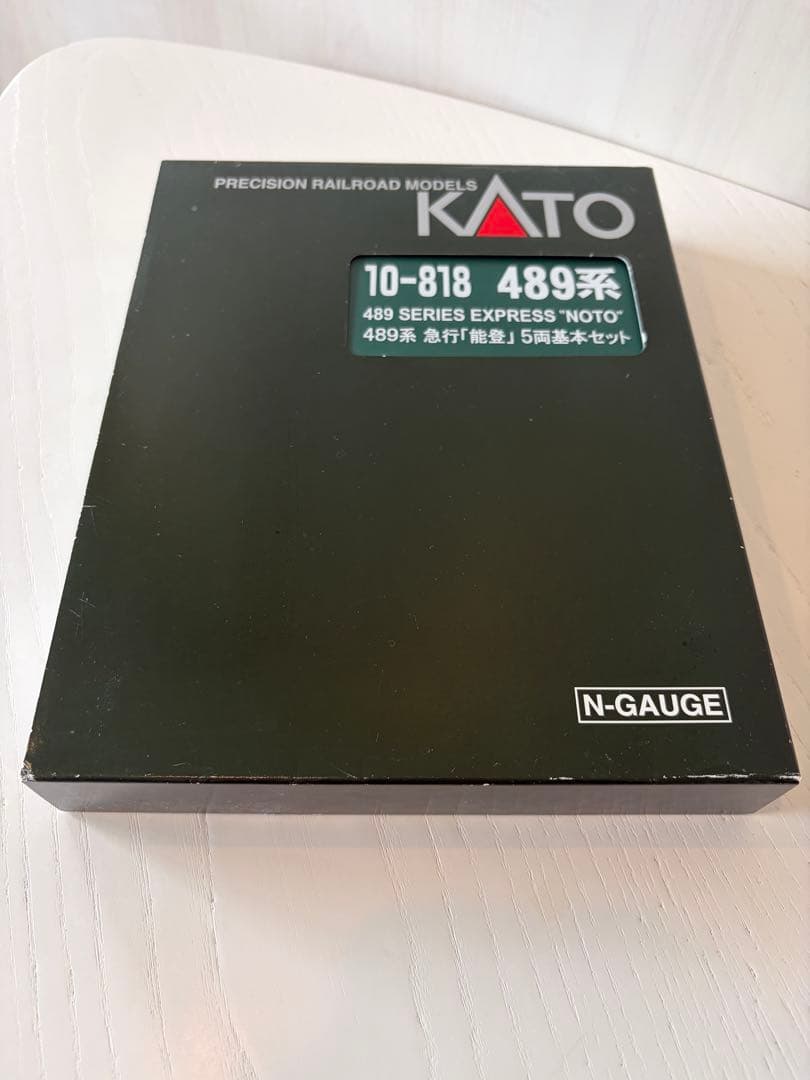 PRECISION RAILROAD MODELS
KATO
10-818 489系
489 SERIES EXPRESS "NOTO"
489系 急行「能登」5両基本セット
N-GAUGE